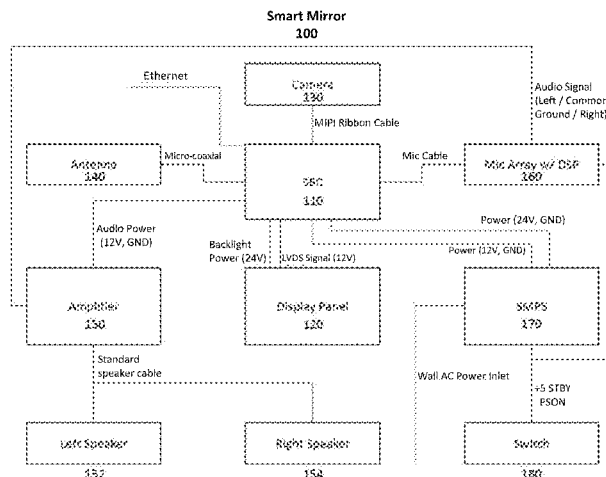 Smart Mirror
100
Ethernet
Camera
130
Audio Signal
(Left / Common
Ground / Right)
MIPI Ribbon Cable
Antenna
140
Micro-coaxial
SBC
110
Mic Cable
Mic Array w/ DSP
160
Audio Power
(12V, GND)
Backlight
Power (24V)
LVDS Signal (12V)
Power (24V, GND)
Power (12V, GND)
Amplifier
150
Display Panel
120
SMPS
170
Standard
speaker cable
Wall AC Power Inlet
+5 STBY
PSON
Left Speaker
152
Right Speaker
154
Switch
180